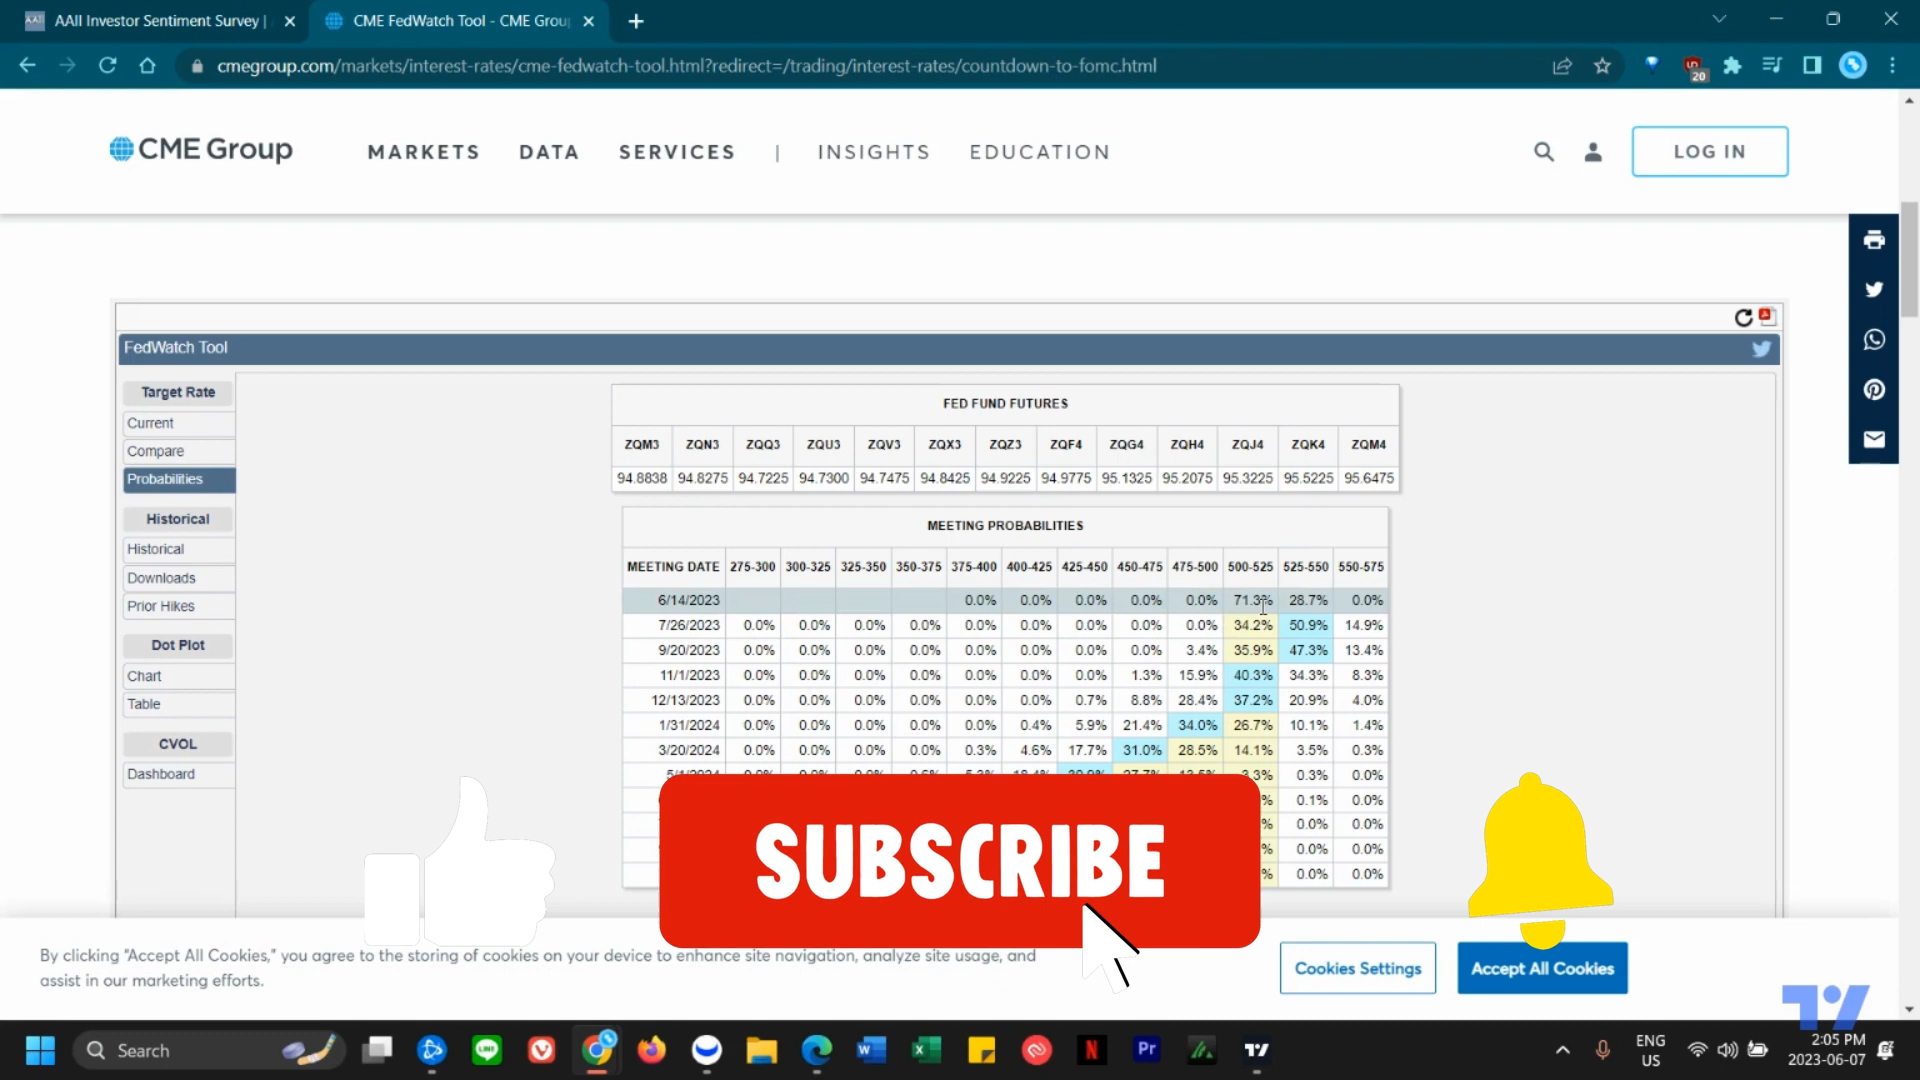 AAII Investor Sentiment Survey |
CME FedWatch Tool - CME Grou
cmegroup.com/markets/interest-rates/cme-fedwatch-tool.html?redirect=/trading/interest-rates/countdown-to-fomc.html
20
CME Group
MARKETS DATA SERVICES | INSIGHTS EDUCATION
LOG IN
FedWatch Tool
Target Rate
Current
Compare
Probabilities
Historical
Historical
Downloads
Prior Hikes
Dot Plot
Chart
Table
CVOL
Dashboard
FED FUND FUTURES
ZQM3 ZQN3 ZQQ3 ZQU3 ZQV3 ZQX3 ZQZ3 ZQF4 ZQG4 ZQH4 ZQJ4 ZQK4 ZQM4
94.8838 94.8275 94.7225 94.7300 94.7475 94.8425 94.9225 94.9775 95.1325 95.2075 95.3225 95.5225 95.6475
MEETING PROBABILITIES
MEETING DATE 275-300 300-325 325-350 350-375 375-400 400-425 425-450 450-475 475-500 500-525 525-550 550-575
6/14/2023 0.0% 0.0% 0.0% 0.0% 0.0% 71.3% 28.7% 0.0%
7/26/2023 0.0% 0.0% 0.0% 0.0% 0.0% 0.0% 0.0% 0.0% 0.0% 34.2% 50.9% 14.9%
9/20/2023 0.0% 0.0% 0.0% 0.0% 0.0% 0.0% 0.0% 0.0% 3.4% 35.9% 47.3% 13.4%
11/1/2023 0.0% 0.0% 0.0% 0.0% 0.0% 0.0% 0.0% 1.3% 15.9% 40.3% 34.3% 8.3%
12/13/2023 0.0% 0.0% 0.0% 0.0% 0.0% 0.0% 0.7% 8.8% 28.4% 37.2% 20.9% 4.0%
1/31/2024 0.0% 0.0% 0.0% 0.0% 0.0% 0.4% 5.9% 21.4% 34.0% 26.7% 10.1% 1.4%
3/20/2024 0.0% 0.0% 0.0% 0.0% 0.3% 4.6% 17.7% 31.0% 28.5% 14.1% 3.5% 0.3%
3.3% 0.3% 0.0%
% 0.1% 0.0%
% 0.0% 0.0%
% 0.0% 0.0%
% 0.0% 0.0%
SUBSCRIBE
By clicking “Accept All Cookies,” you agree to the storing of cookies on your device to enhance site navigation, analyze site usage, and
assist in our marketing efforts.
Cookies Settings
Accept All Cookies
Search
LINE
Pr
ENG
US
2:05 PM
2023-06-07